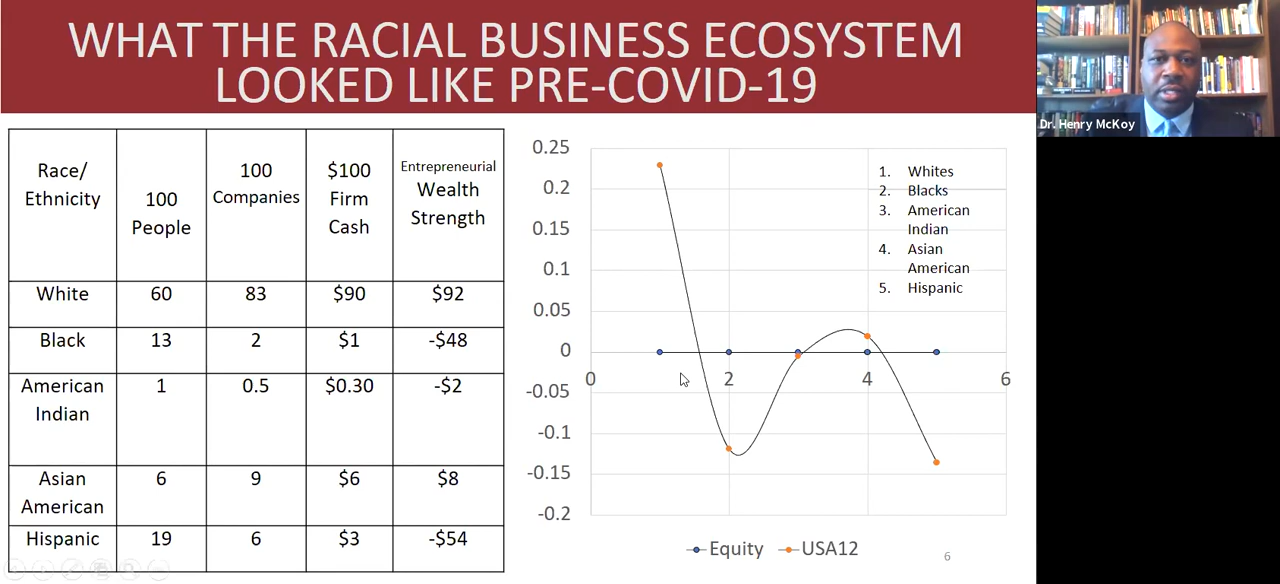 WHAT THE RACIAL BUSINESS ECOSYSTEM
LOOKED LIKE PRE-COVID-19
Dr. Henry McKoy
Race/
Ethnicity
100
People
100
Companies
$100
Firm
Cash
Entrepreneurial
Wealth
Strength
White 60 83 $90 $92
Black 13 2 $1 -$48
American
Indian
1 0.5 $0.30 -$2
Asian
American
6 9 $6 $8
Hispanic 19 6 $3 -$54
0.25
0.2
0.15
0.1
0.05
0
-0.05
-0.1
-0.15
-0.2
0 2 4 6
1. Whites
2. Blacks
3. American
Indian
4. Asian
American
5. Hispanic
Equity USA12
6